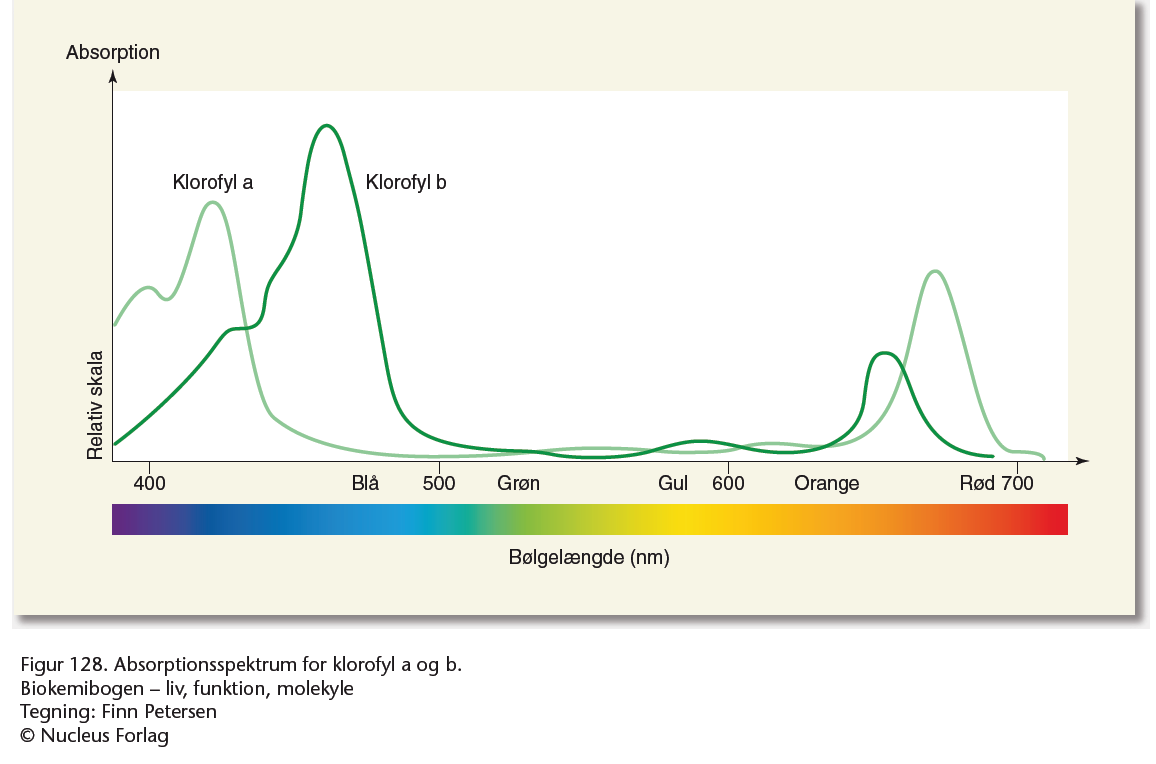 Absorption
Klorofyl a
Klorofyl b
Relativ skala
400 Blå 500 Grøn Gul 600 Orange Rød 700
Bølgelængde (nm)
Figur 128. Absorptionsspektrum for klorofyl a og b.
Biokemibogen – liv, funktion, molekyle
Tegning: Finn Petersen
© Nucleus Forlag